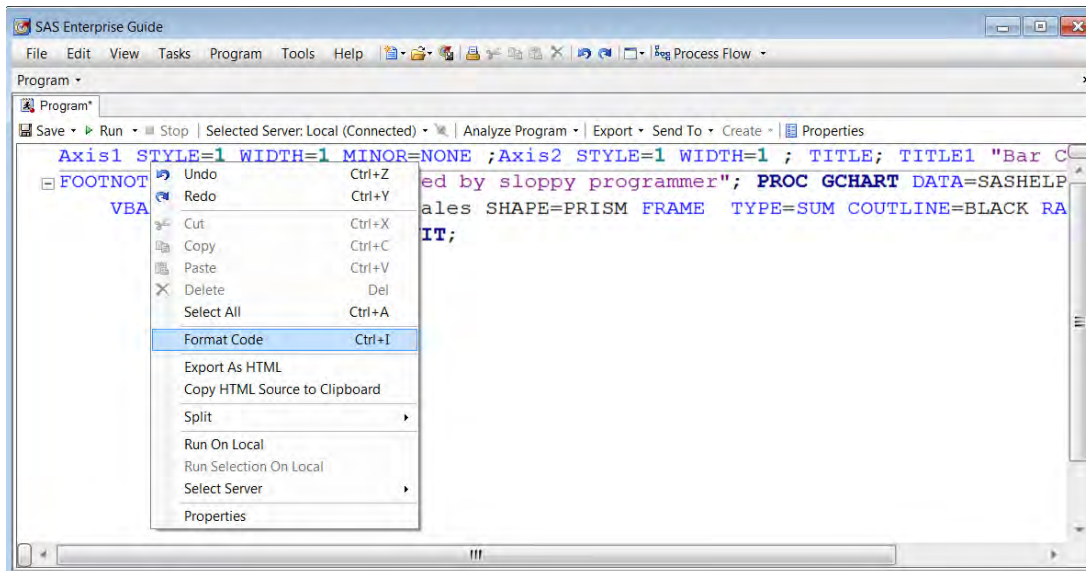 SAS Enterprise Guide
File Edit View Tasks Program Tools Help Process Flow
Program
Program*
Save Run Stop Selected Server: Local (Connected) Analyze Program Export Send To Create Properties
Axis1 STYLE=1 WIDTH=1 MINOR=NONE ;Axis2 STYLE=1 WIDTH=1 ; TITLE; TITLE1 "Bar C
FOOTNOT ed by sloppy programmer"; PROC GCHART DATA=SASHELP
VBA ales SHAPE=PRISM FRAME TYPE=SUM COUTLINE=BLACK RA
IT;
Undo Ctrl+Z
Redo Ctrl+Y
Cut Ctrl+X
Copy Ctrl+C
Paste Ctrl+V
Delete Del
Select All Ctrl+A
Format Code Ctrl+I
Export As HTML
Copy HTML Source to Clipboard
Split
Run On Local
Run Selection On Local
Select Server
Properties